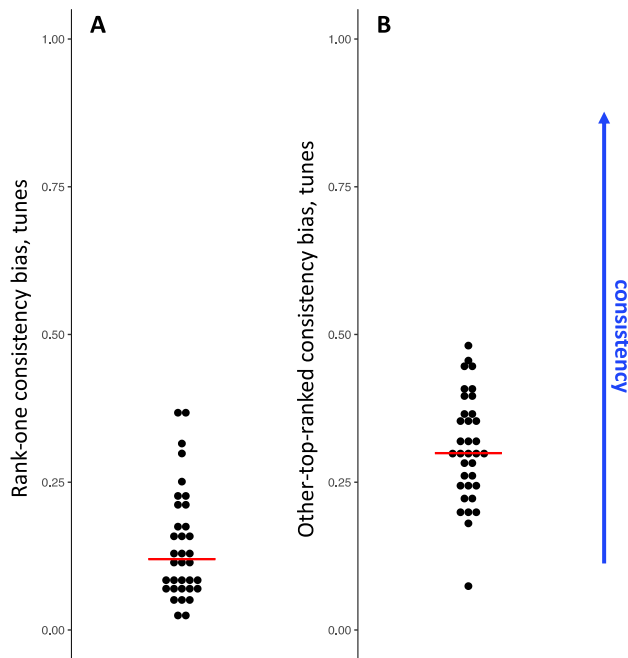 A
Rank-one consistency bias, tunes
1.00
0.75
0.50
0.25
0.00
B
Other-top-ranked consistency bias, tunes
1.00
0.75
0.50
0.25
0.00
consistency